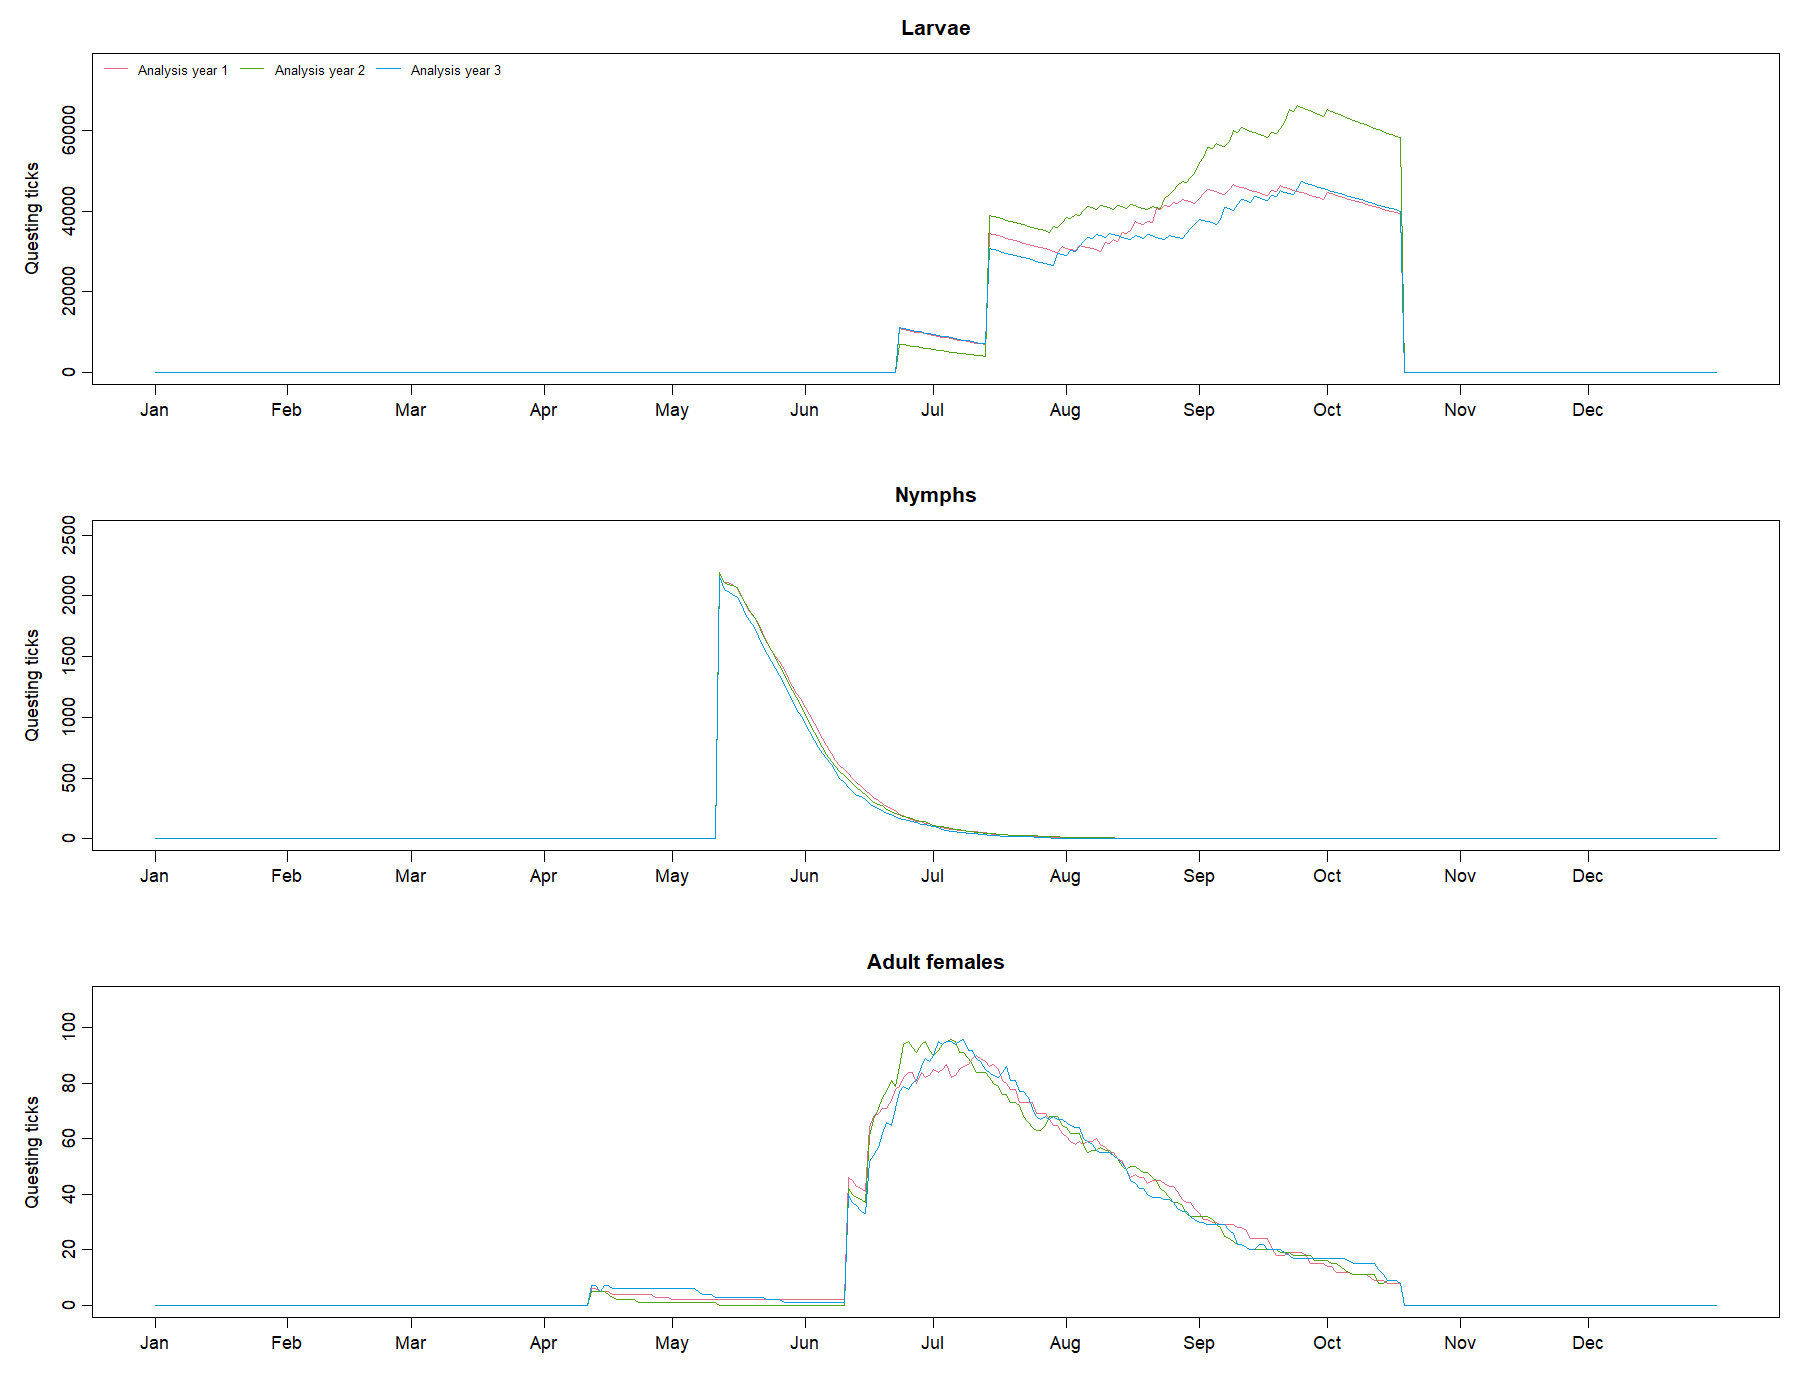 Larvae
Analysis year 1 Analysis year 2 Analysis year 3
Questing ticks
60000
40000
20000
0
Jan Feb Mar Apr May Jun Jul Aug Sep Oct Nov Dec
Nymphs
Questing ticks
2500
2000
1500
1000
500
0
Jan Feb Mar Apr May Jun Jul Aug Sep Oct Nov Dec
Adult females
Questing ticks
100
80
60
40
20
0
Jan Feb Mar Apr May Jun Jul Aug Sep Oct Nov Dec